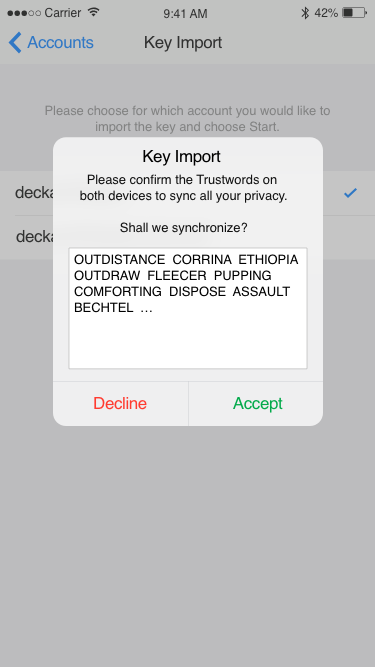 Carrier 9:41 AM 42%
Accounts Key Import
Please choose for which account you would like to
import the key and choose Start.
Key Import
Please confirm the Trustwords on
both devices to sync all your privacy.
Shall we synchronize?
OUTDISTANCE CORRINA ETHIOPIA
OUTDRAW FLEECER PUPPING
COMFORTING DISPOSE ASSAULT
BECHTEL ...
Decline Accept